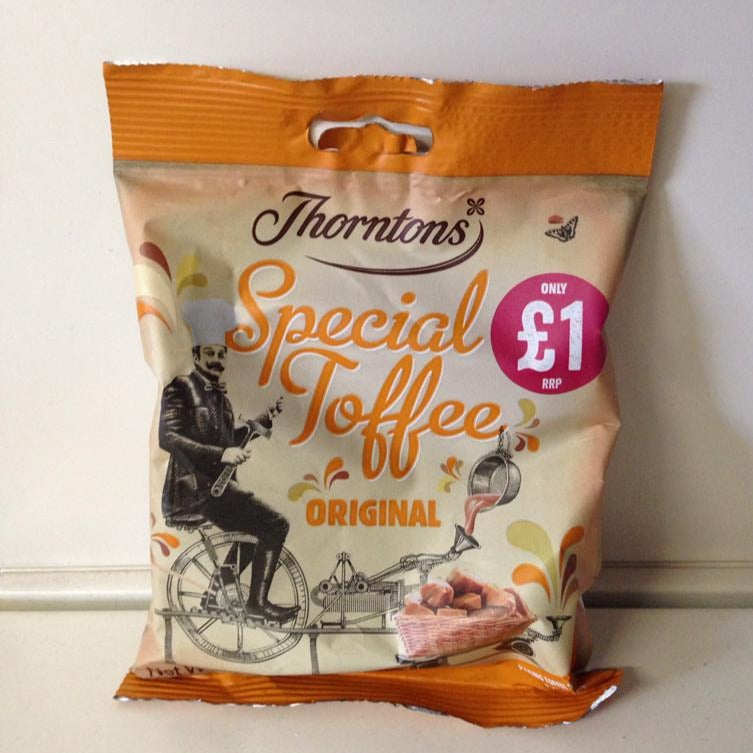 Thorntons
Special
Toffee
ORIGINAL
ONLY
£1
RRP